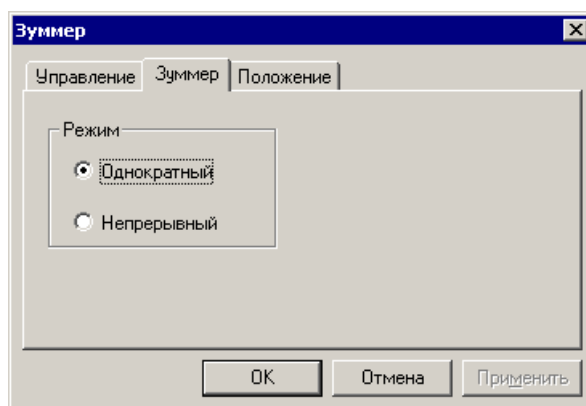 Зуммер
Управление Зуммер Положение
Режим
Однократный
Непрерывный
OK Отмена Применить